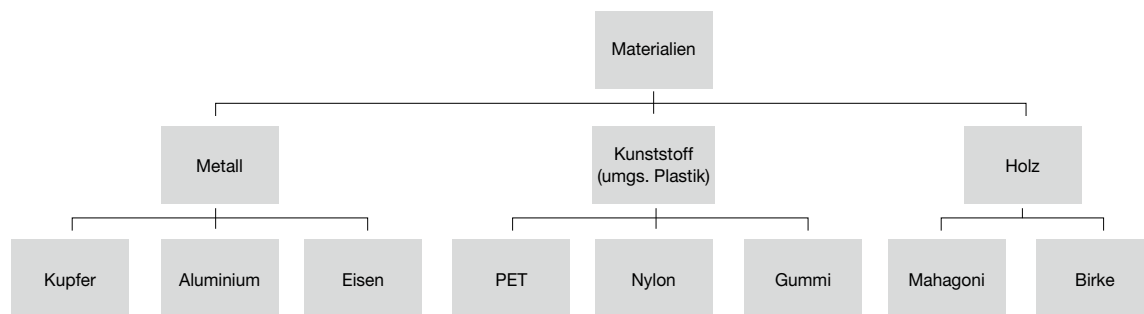 Materialien
Metall
Kunststoff
(umgs. Plastik)
Holz
Kupfer
Aluminium
Eisen
PET
Nylon
Gummi
Mahagoni
Birke